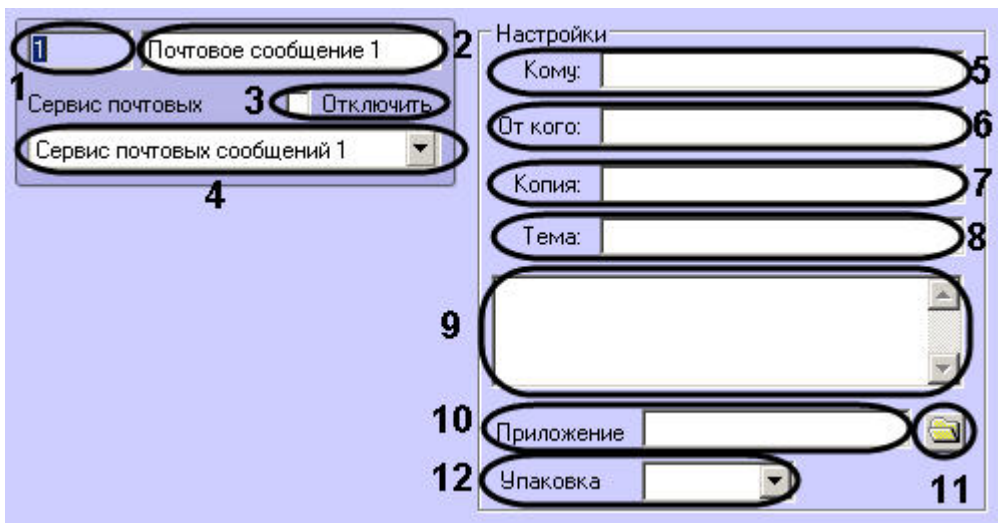 1 Почтовое сообщение 1 2
1
Сервис почтовых 3 Отключить
Сервис почтовых сообщений 1
4
Настройки
Кому: 5
От кого: 6
Копия: 7
Тема: 8
9
10 Приложение
11
12 Упаковка